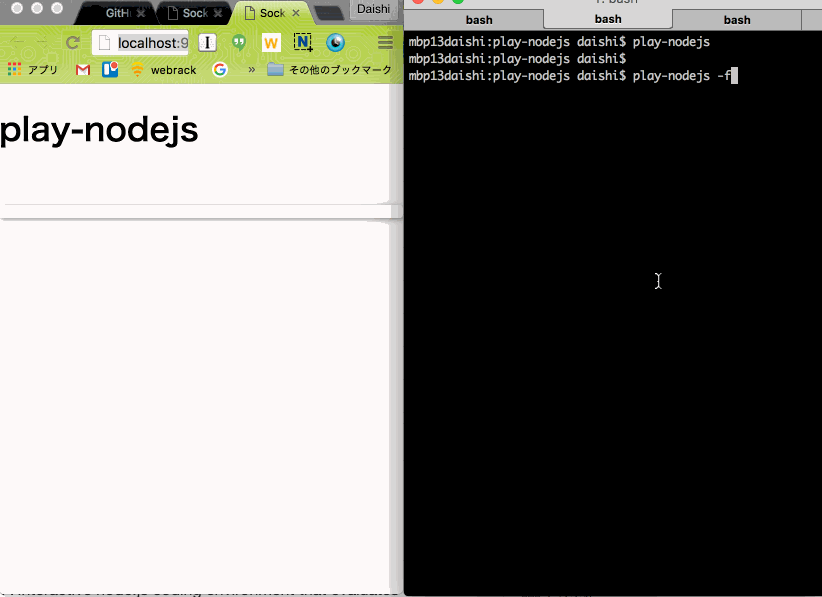 GitH
Sock
Sock
Daishi
localhost:9
アプリ
webrack
»
その他のブックマーク
play-nodejs
bash
bash
bash
mbp13daishi:play-nodejs daishi$ play-nodejs
mbp13daishi:play-nodejs daishi$
mbp13daishi:play-nodejs daishi$ play-nodejs -f